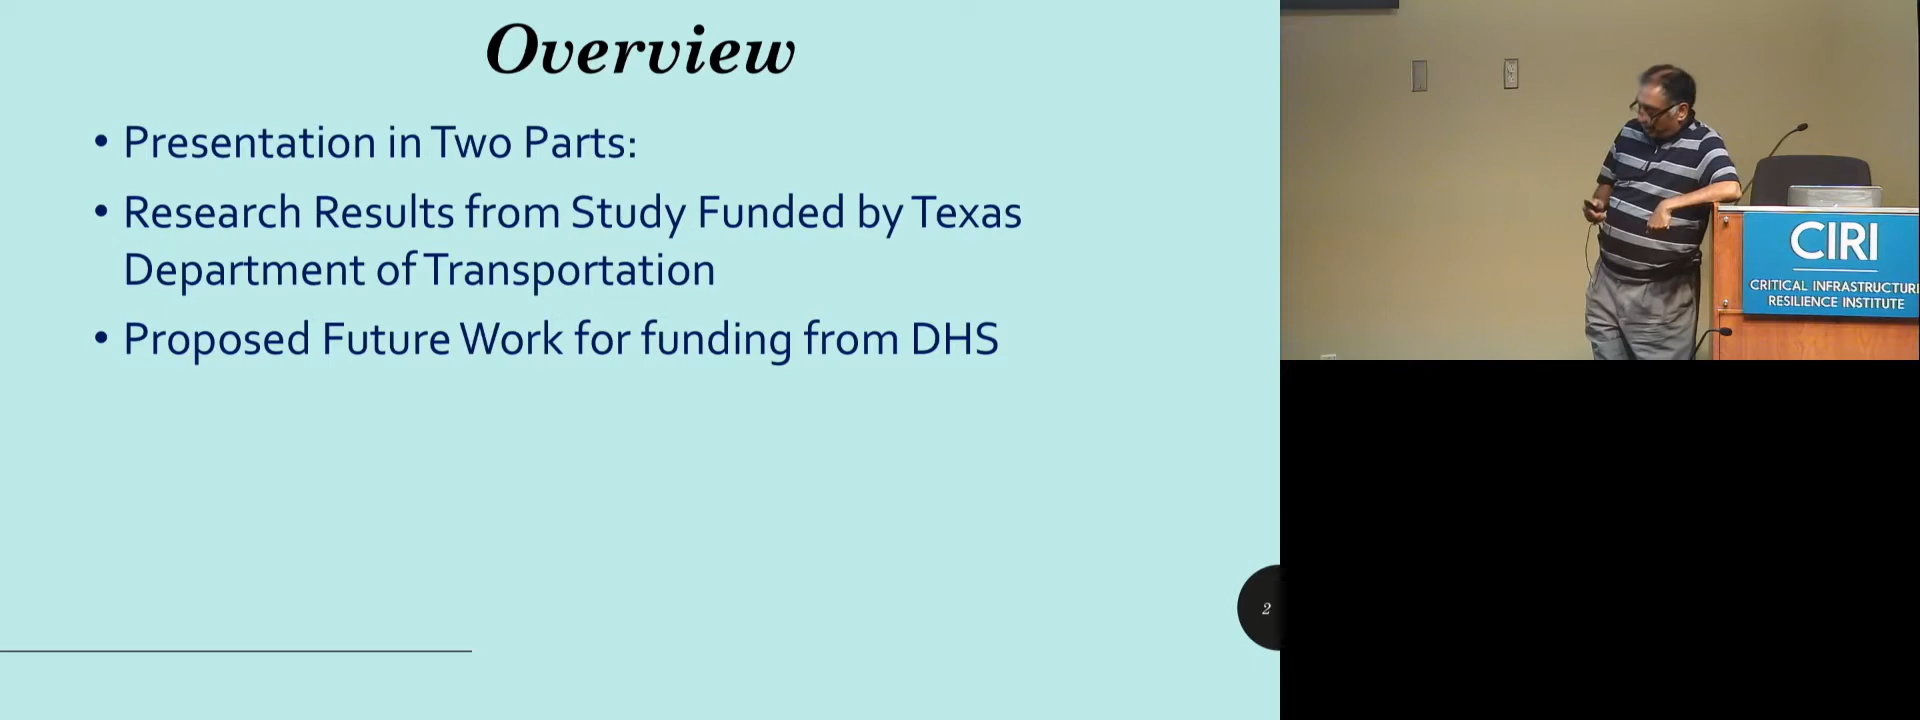 Overview
• Presentation in Two Parts:
• Research Results from Study Funded by Texas
Department of Transportation
• Proposed Future Work for funding from DHS
2
CIRI
CRITICAL INFRASTRUCTUR
RESILIENCE INSTITUTE